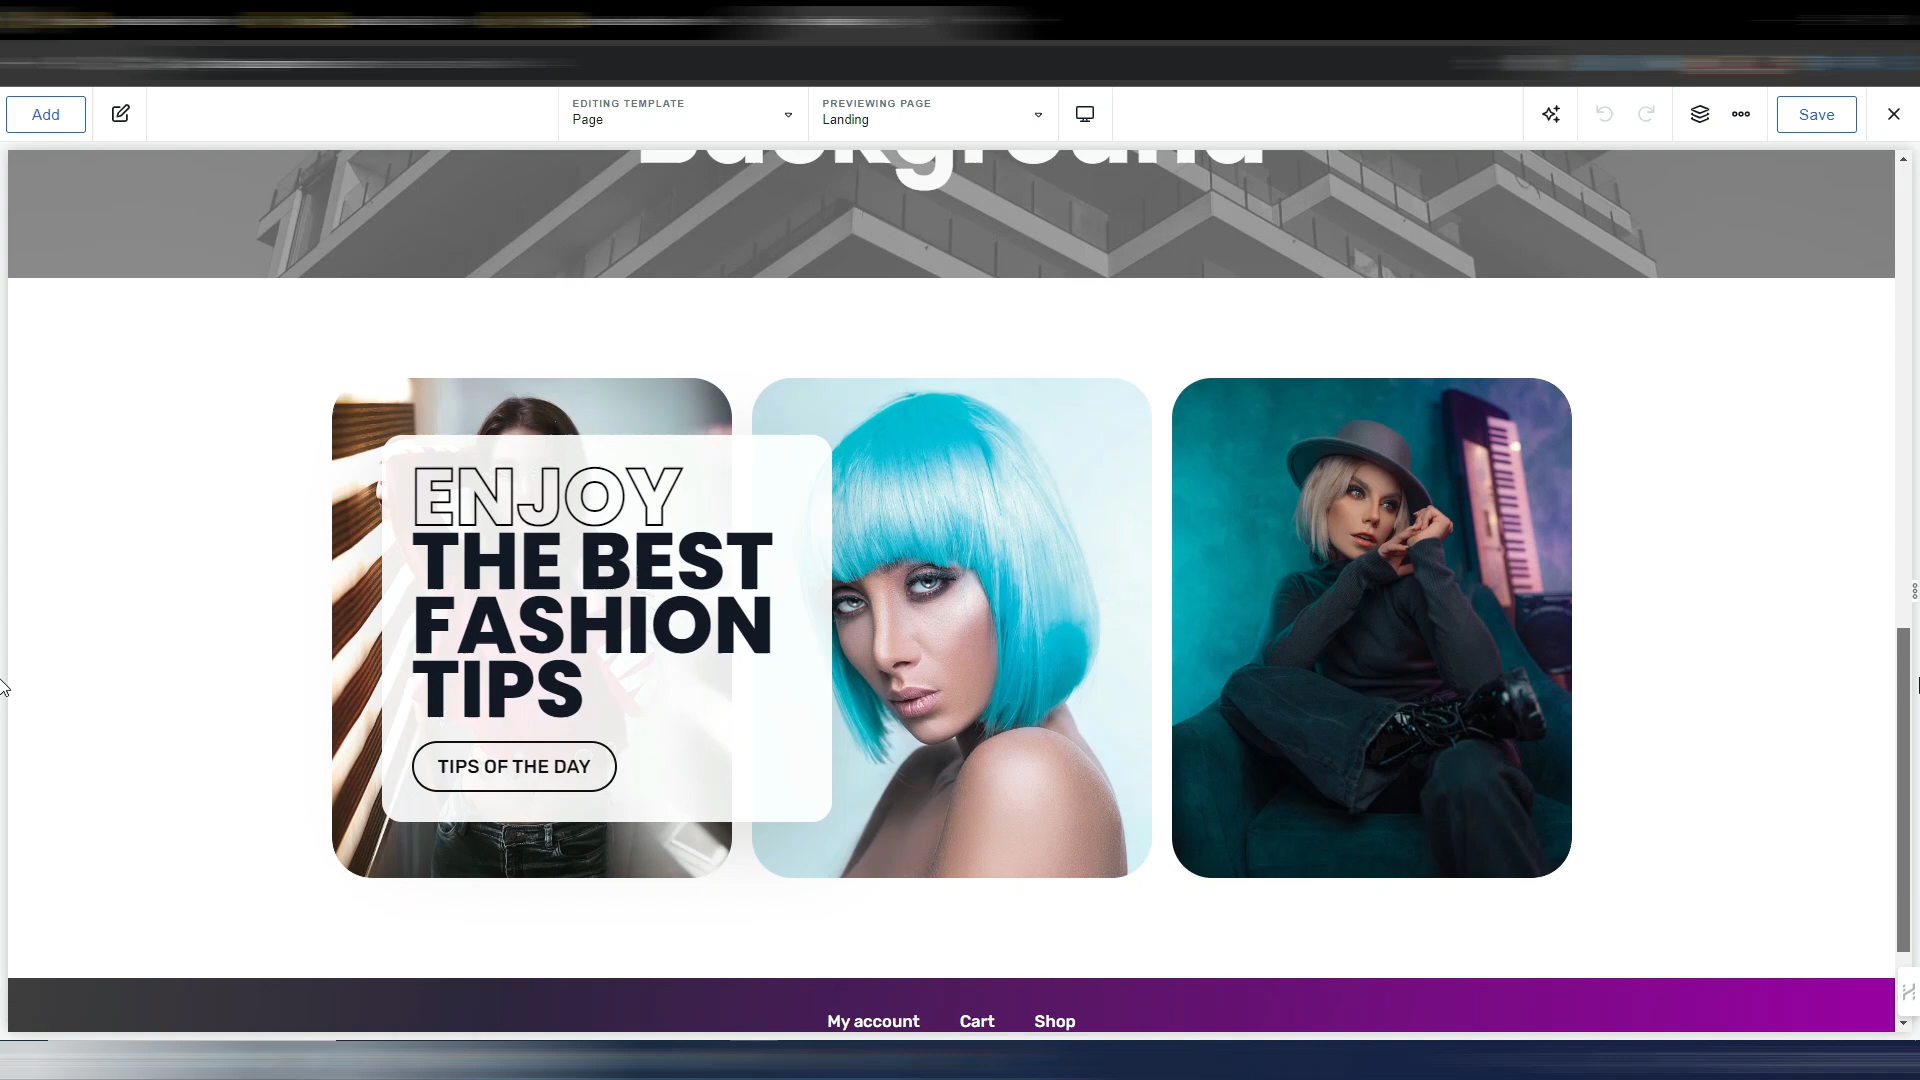 Add
EDITING TEMPLATE
Page
PREVIEWING PAGE
Landing
Save
Background
ENJOY
THE BEST
FASHION
TIPS
TIPS OF THE DAY
My account Cart Shop